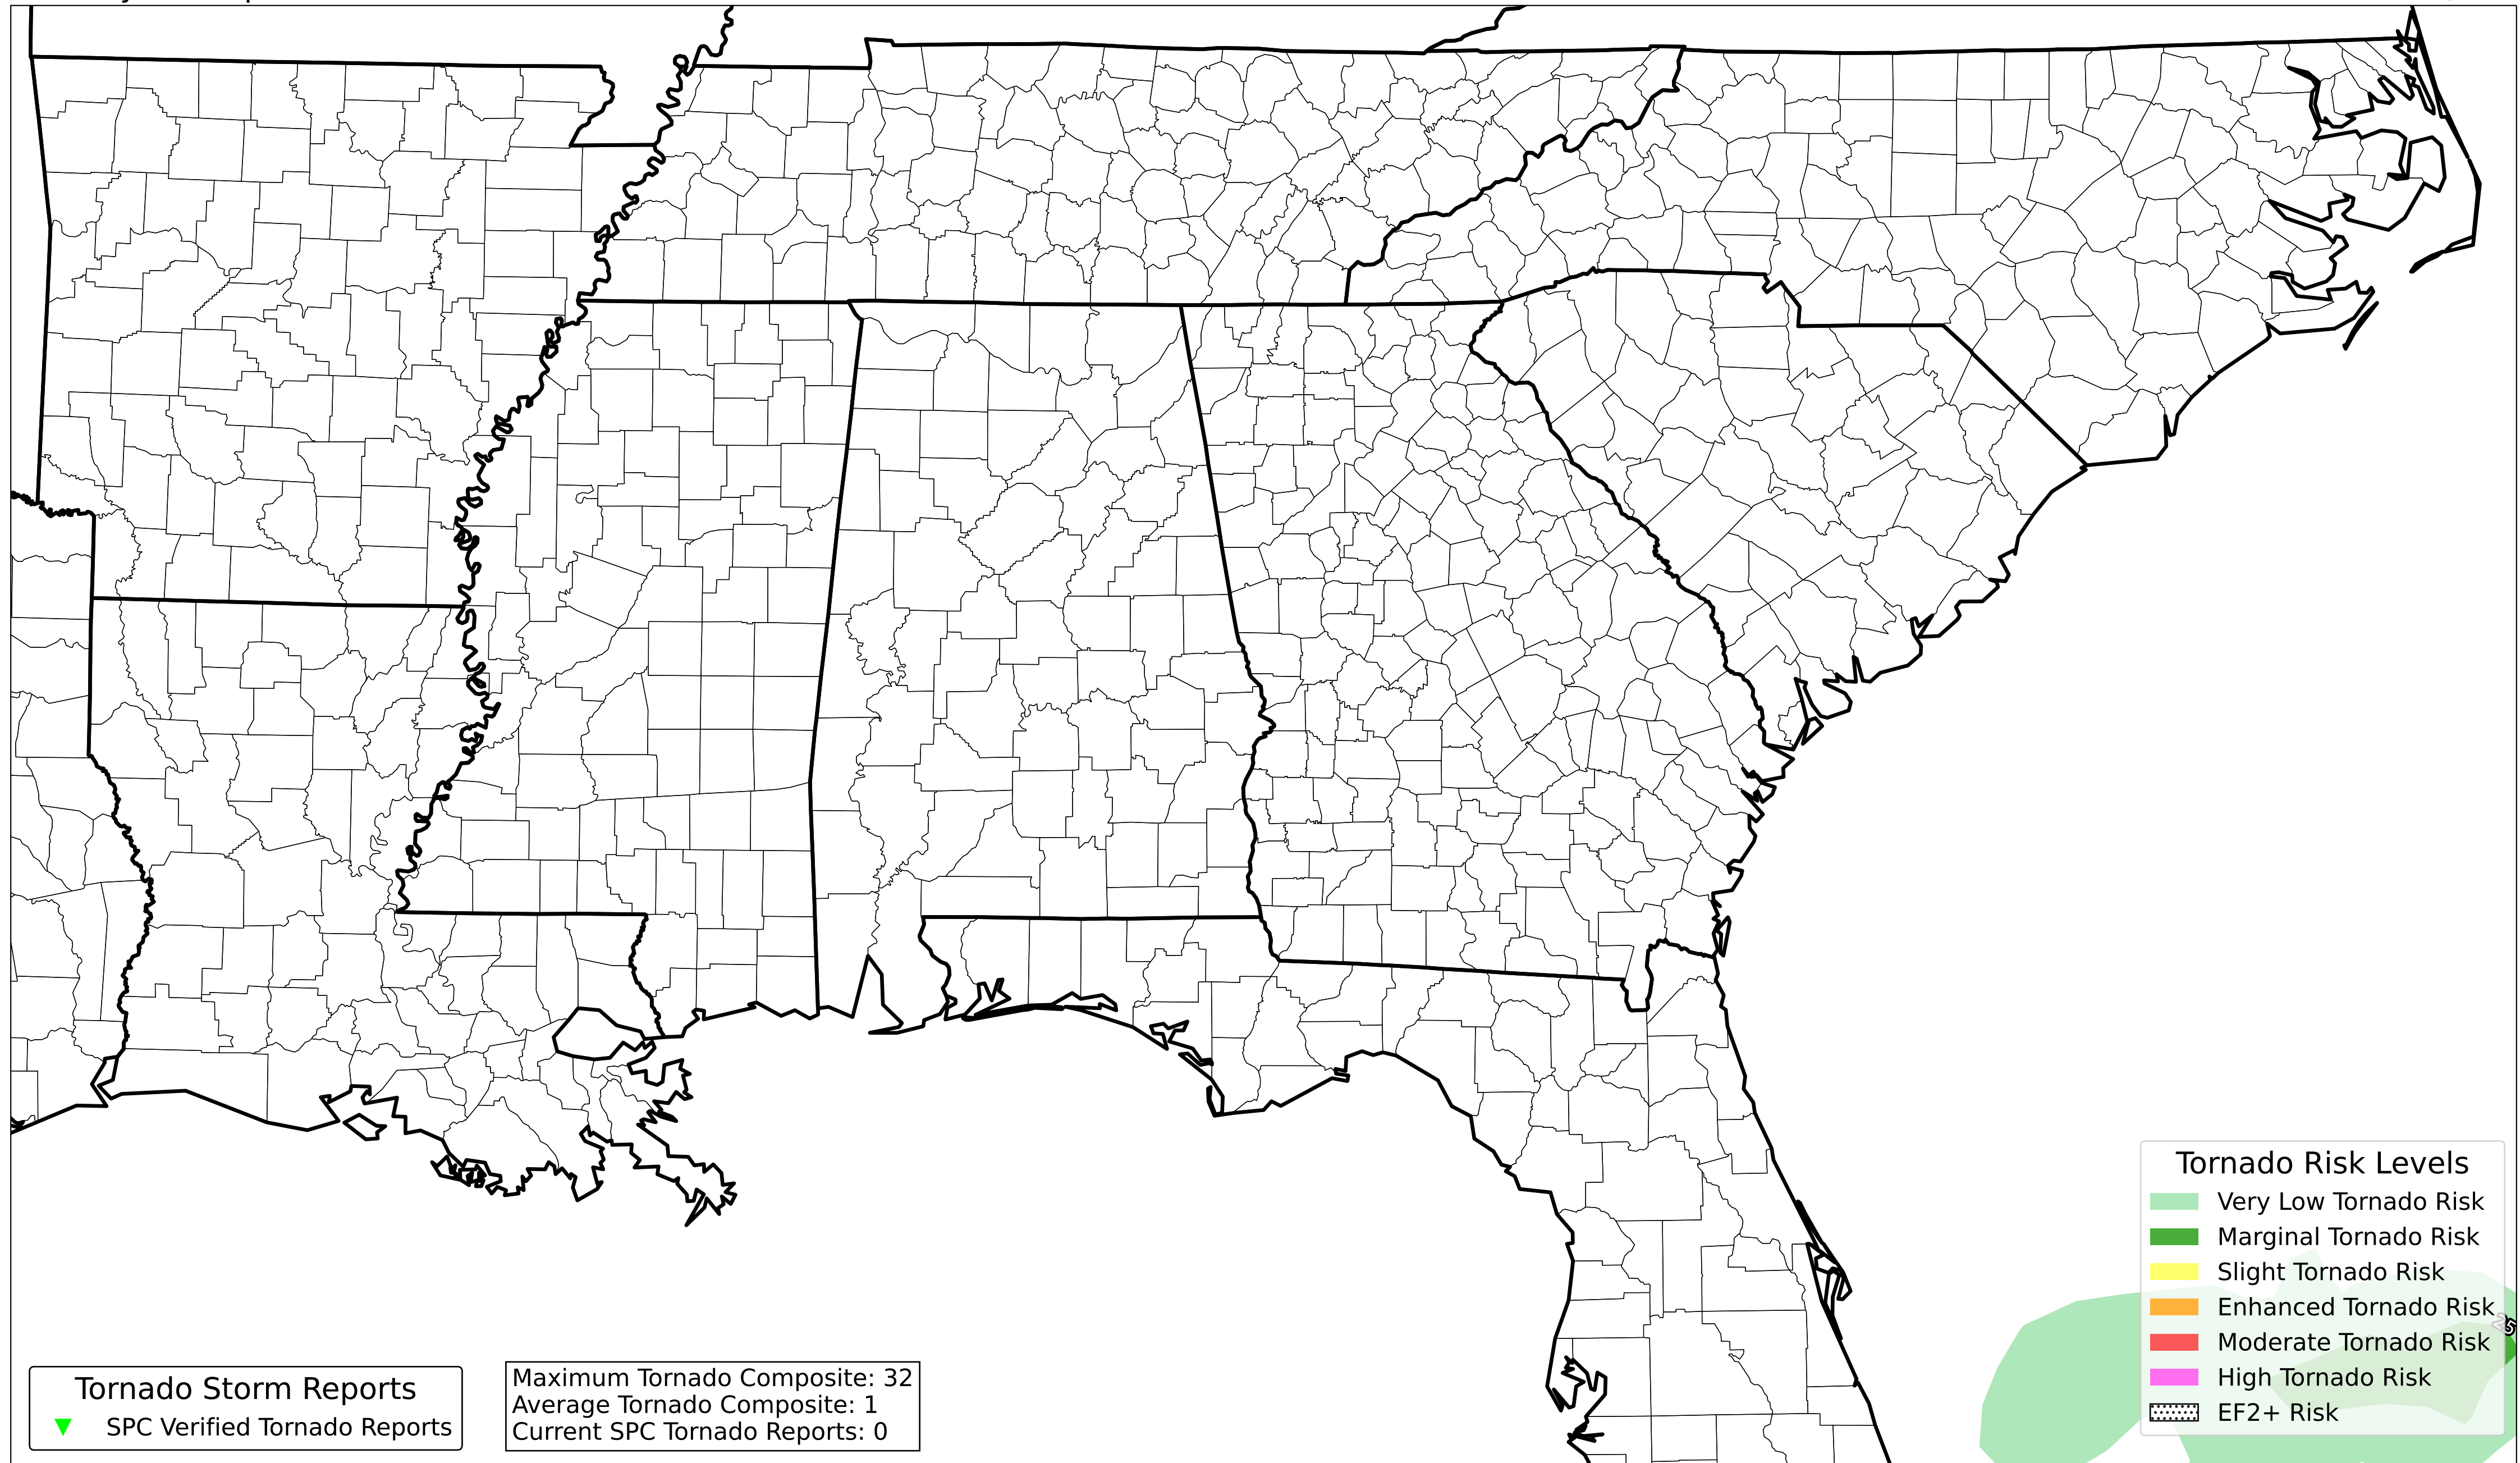 Tornado Risk Levels
Very Low Tornado Risk
Marginal Tornado Risk
Slight Tornado Risk
Enhanced Tornado Risk
25
Moderate Tornado Risk
High Tornado Risk
EF2+ Risk
Tornado Storm Reports
SPC Verified Tornado Reports
Maximum Tornado Composite: 32
Average Tornado Composite: 1
Current SPC Tornado Reports: 0